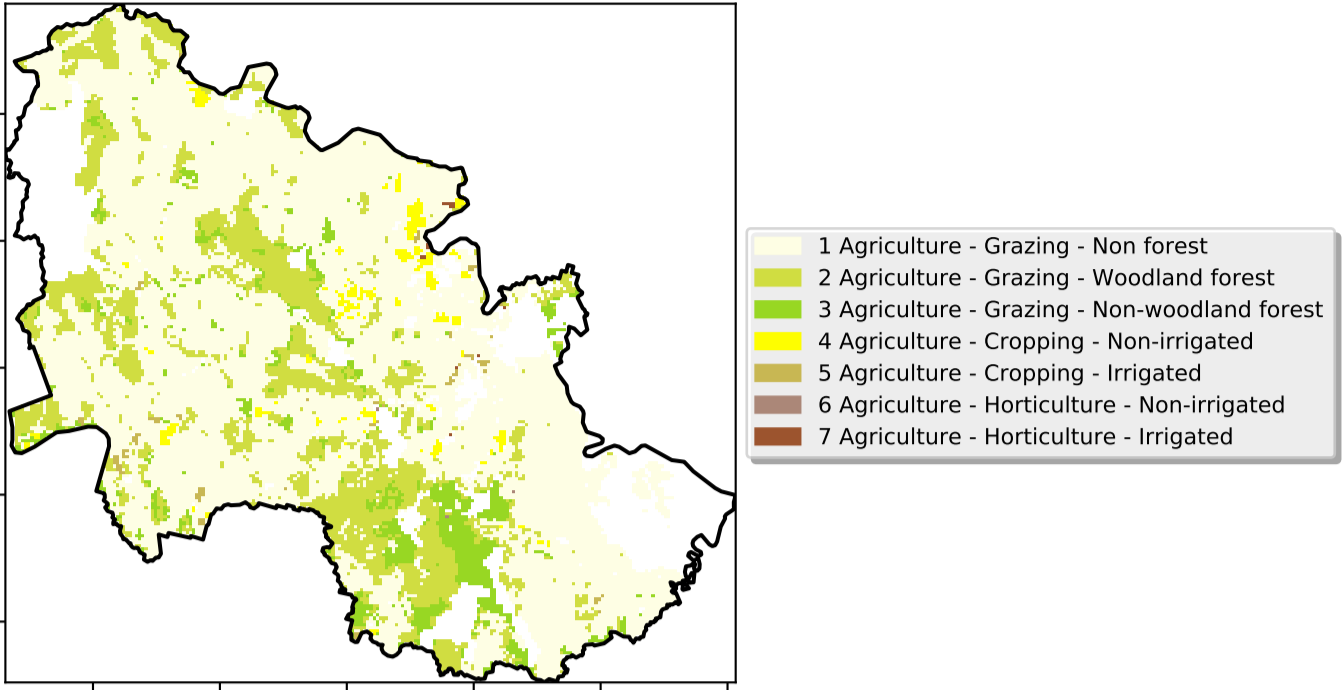 1 Agriculture - Grazing - Non forest
2 Agriculture - Grazing - Woodland forest
3 Agriculture - Grazing - Non-woodland forest
4 Agriculture - Cropping - Non-irrigated
5 Agriculture - Cropping - Irrigated
6 Agriculture - Horticulture - Non-irrigated
7 Agriculture - Horticulture - Irrigated